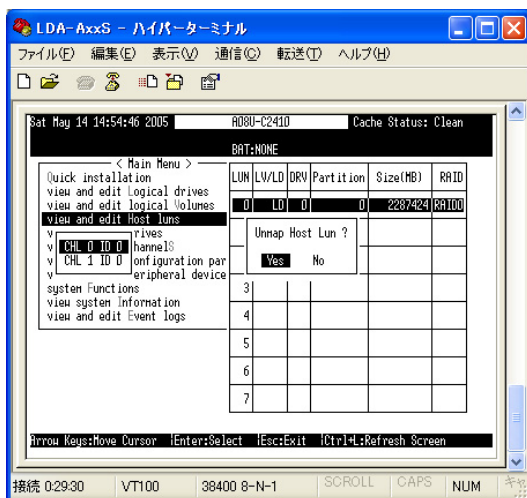 LDA-AxxS - ハイパーターミナル
ファイル(F) 編集(E) 表示(V) 通信(C) 転送(T) ヘルプ(H)
Sat May 14 14:54:46 2005 A08U-C2410 Cache Status: Clean
BAT:NONE
< Main Menu >
Quick installation
view and edit Logical drives
view and edit logical Volumes
view and edit Host luns
v rives
v CHL 0 ID 0 hannelS
v CHL 1 ID 0 onfiguration par
v eripheral device
system Functions
view system Information
view and edit Event logs
LUN LV/LD DRV Partition Size(MB) RAID
0 LD 0 0 2287424 RAID0
Unmap Host Lun ?
Yes No
3
4
5
6
7
Arrow Keys:Move Cursor |Enter:Select |Esc:Exit |Ctrl+L:Refresh Screen
接続 0:29:30 VT100 38400 8-N-1 SCROLL CAPS NUM